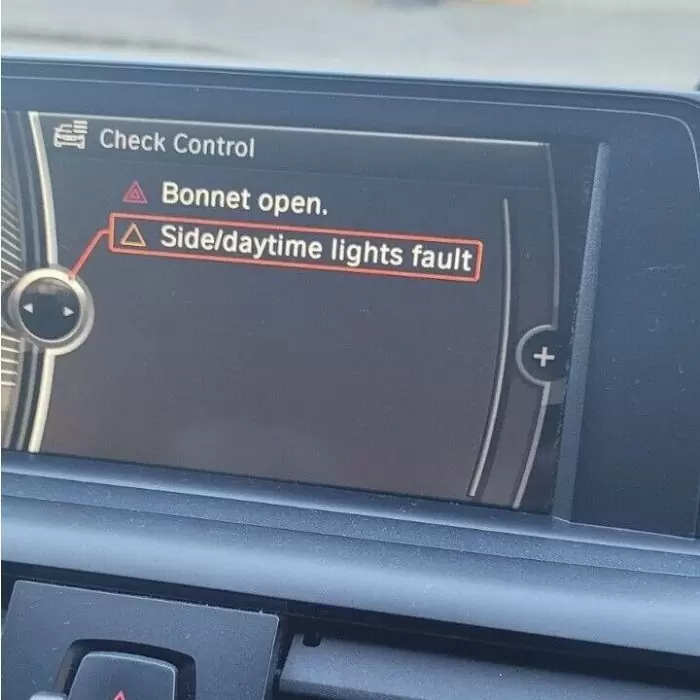 Check Control
Bonnet open.
Side/daytime lights fault
+